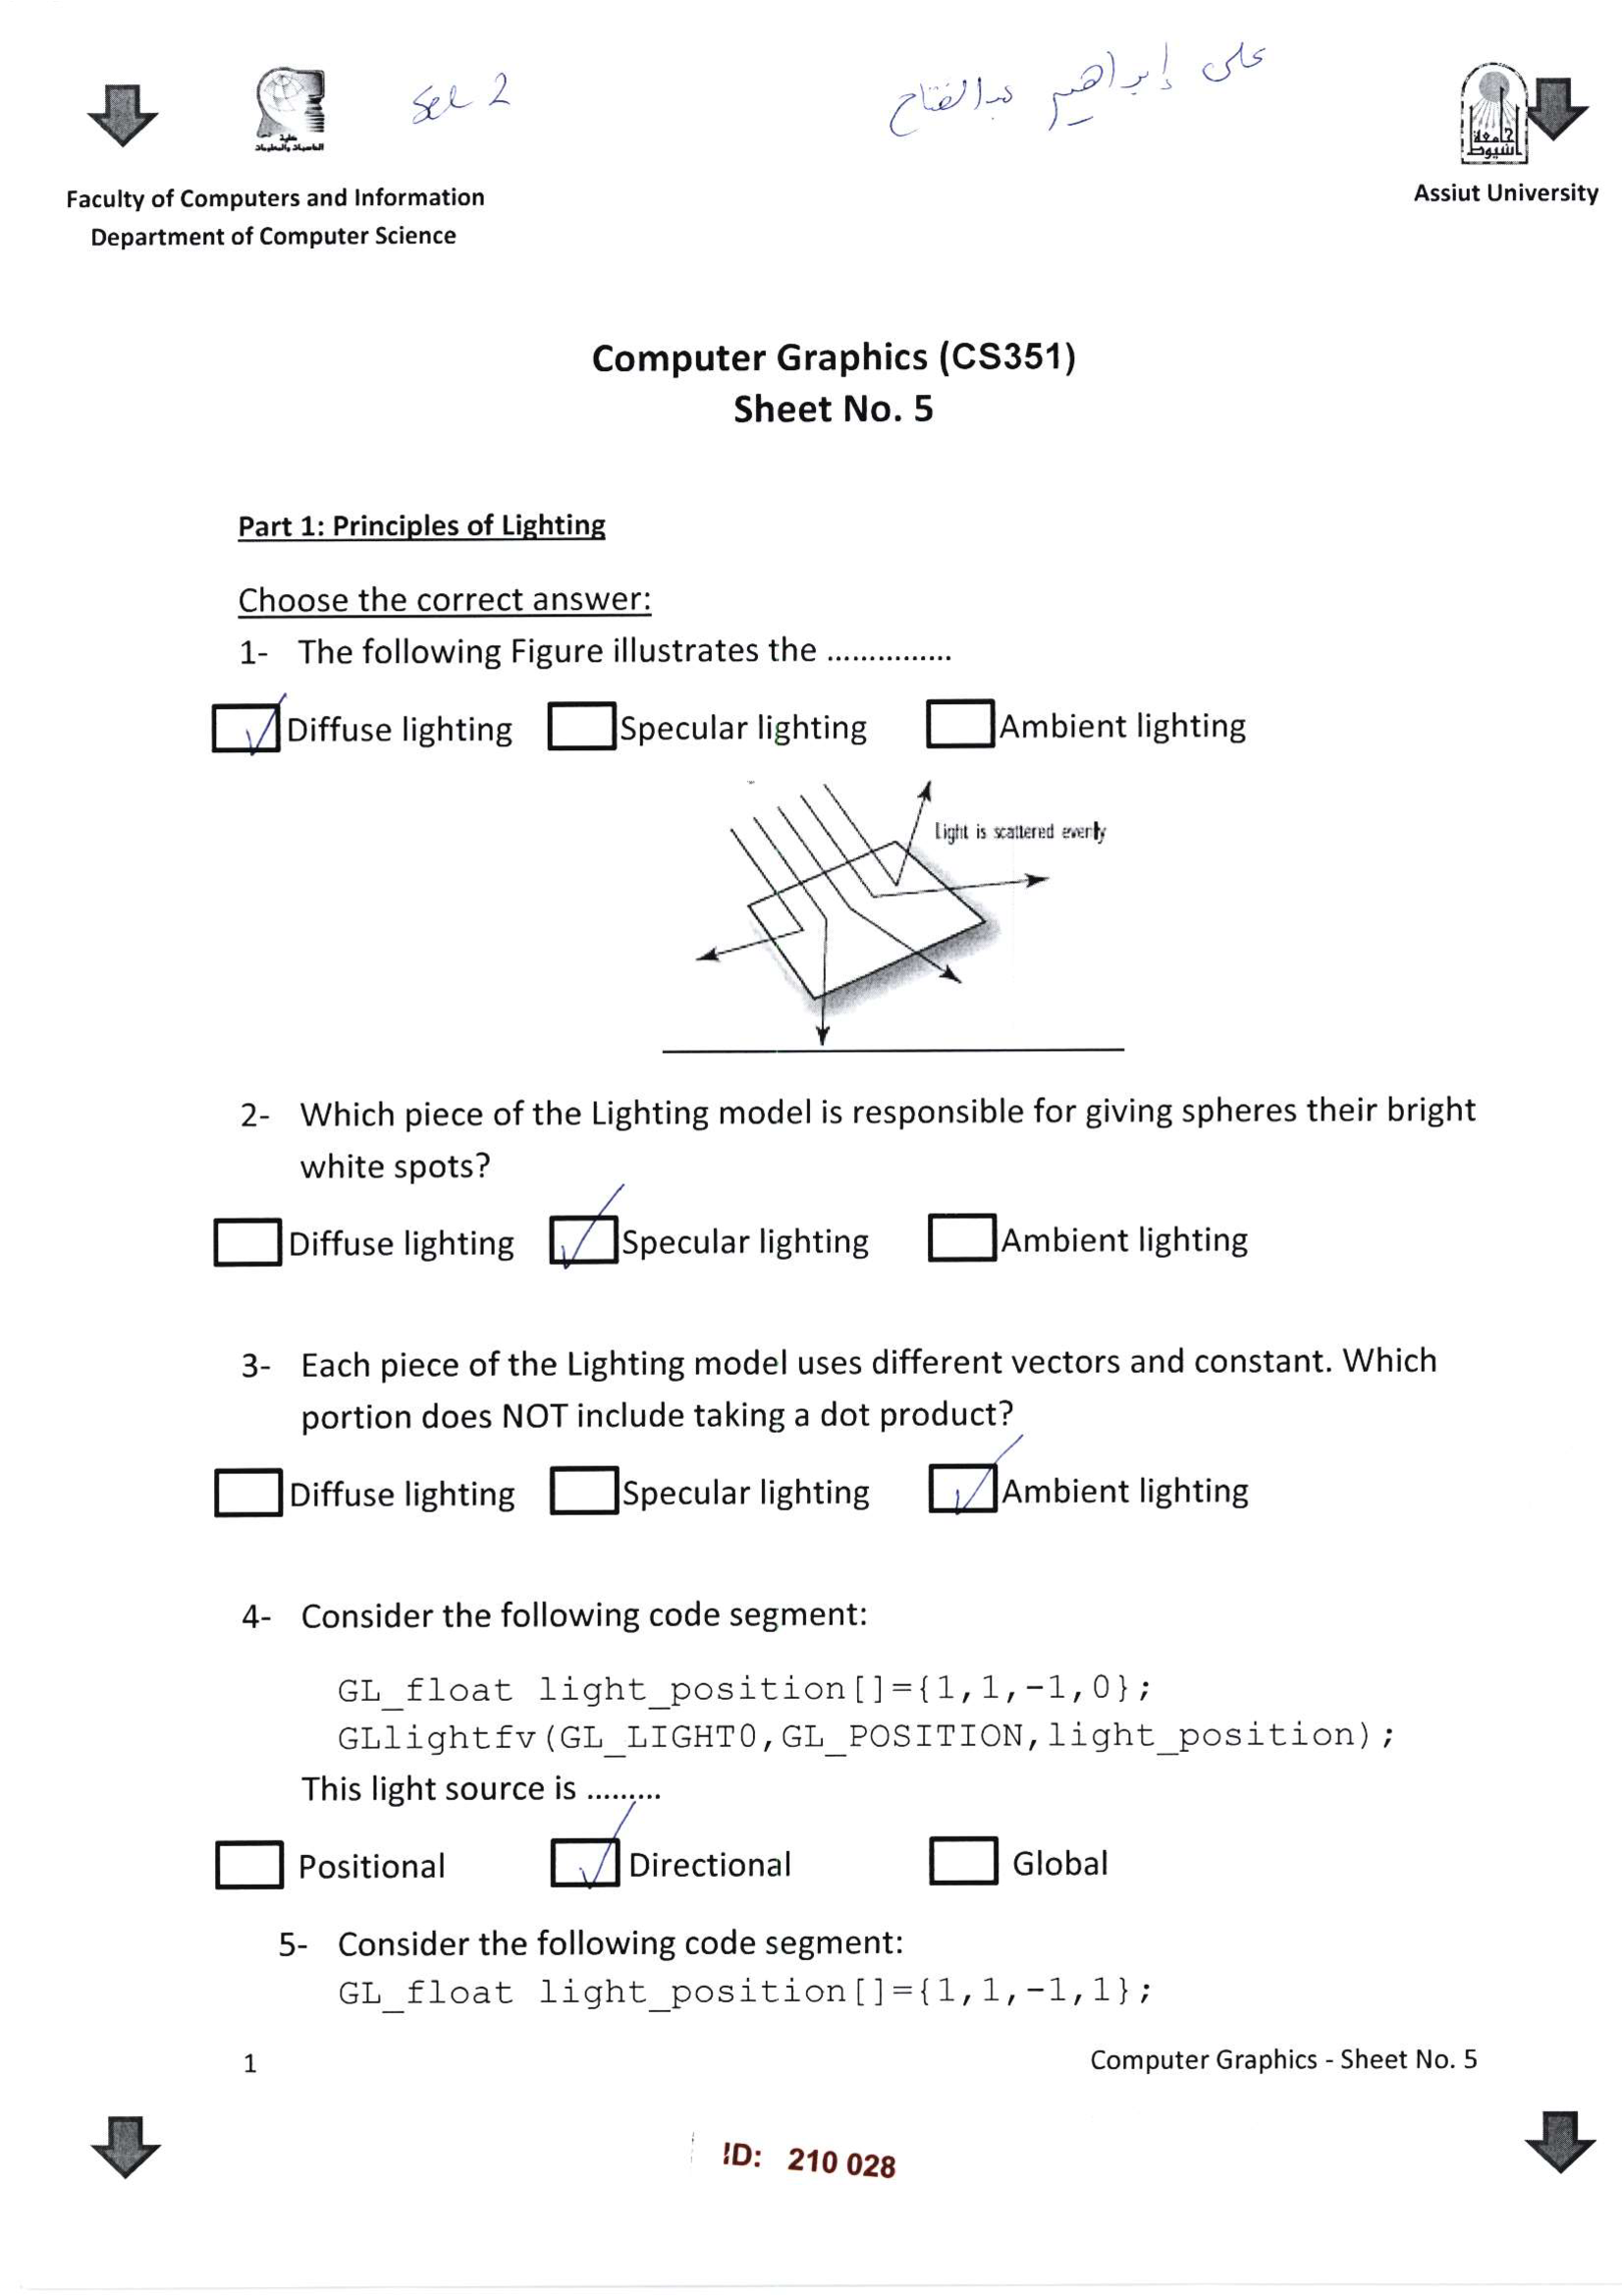 Sec 2
على إبراهيم عبدالفتاح
كلية
الحاسبات والمعلومات
جامعة
أسيوط
Faculty of Computers and Information
Department of Computer Science
Assiut University
Computer Graphics (CS351)
Sheet No. 5
Part 1: Principles of Lighting
Choose the correct answer:
1- The following Figure illustrates the ...............
Diffuse lighting Specular lighting Ambient lighting
Light is scattered evenly
2- Which piece of the Lighting model is responsible for giving spheres their bright
white spots?
Diffuse lighting Specular lighting Ambient lighting
3- Each piece of the Lighting model uses different vectors and constant. Which
portion does NOT include taking a dot product?
Diffuse lighting Specular lighting Ambient lighting
4- Consider the following code segment:
GL_float light_position[]={1,1,-1,0};
GLlightfv(GL_LIGHT0,GL_POSITION,light_position);
This light source is .........
Positional Directional Global
5- Consider the following code segment:
GL_float light_position[]={1,1,-1,1};
1 Computer Graphics - Sheet No. 5
ID: 210 028